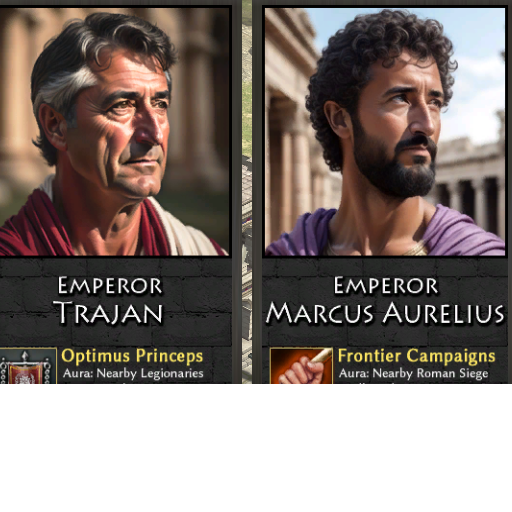 EMPEROR
TRAJAN
Optimus Princeps
Aura: Nearby Legionaries
EMPEROR
MARCUS AURELIUS
Frontier Campaigns
Aura: Nearby Roman Siege